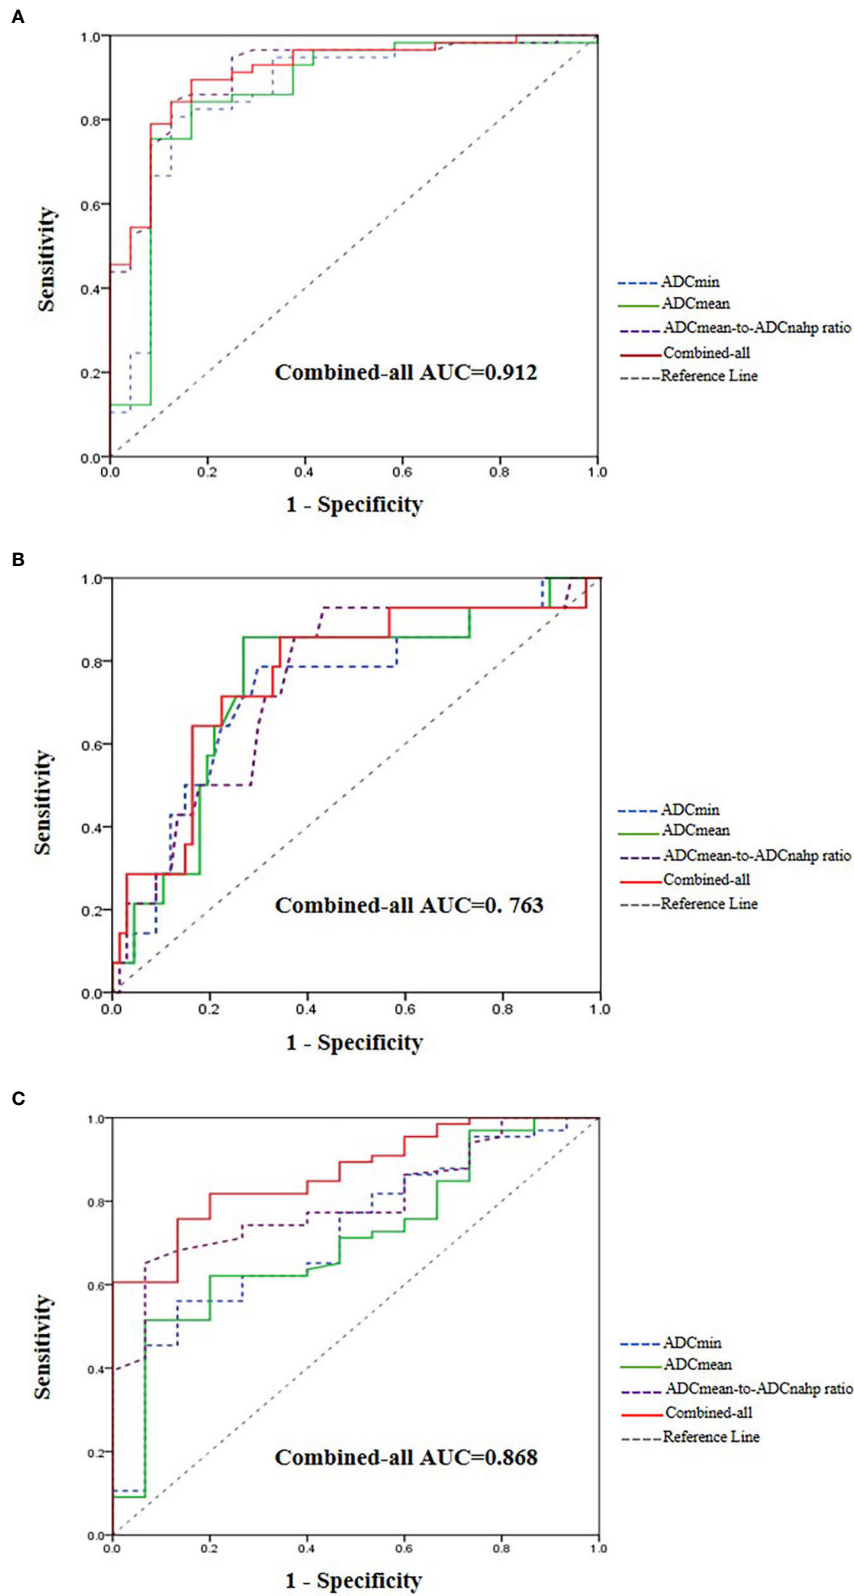 A
1.0
0.8
0.6
0.4
0.2
0.0
Sensitivity
0.0 0.2 0.4 0.6 0.8 1.0
1 - Specificity
Combined-all AUC=0.912
ADCmin
ADCmean
ADCmean-to-ADCnahp ratio
Combined-all
Reference Line
B
1.0
0.8
0.6
0.4
0.2
0.0
Sensitivity
0.0 0.2 0.4 0.6 0.8 1.0
1 - Specificity
Combined-all AUC=0. 763
ADCmin
ADCmean
ADCmean-to-ADCnahp ratio
Combined-all
Reference Line
C
1.0
0.8
0.6
0.4
0.2
0.0
Sensitivity
0.0 0.2 0.4 0.6 0.8 1.0
1 - Specificity
Combined-all AUC=0.868
ADCmin
ADCmean
ADCmean-to-ADCnahp ratio
Combined-all
Reference Line